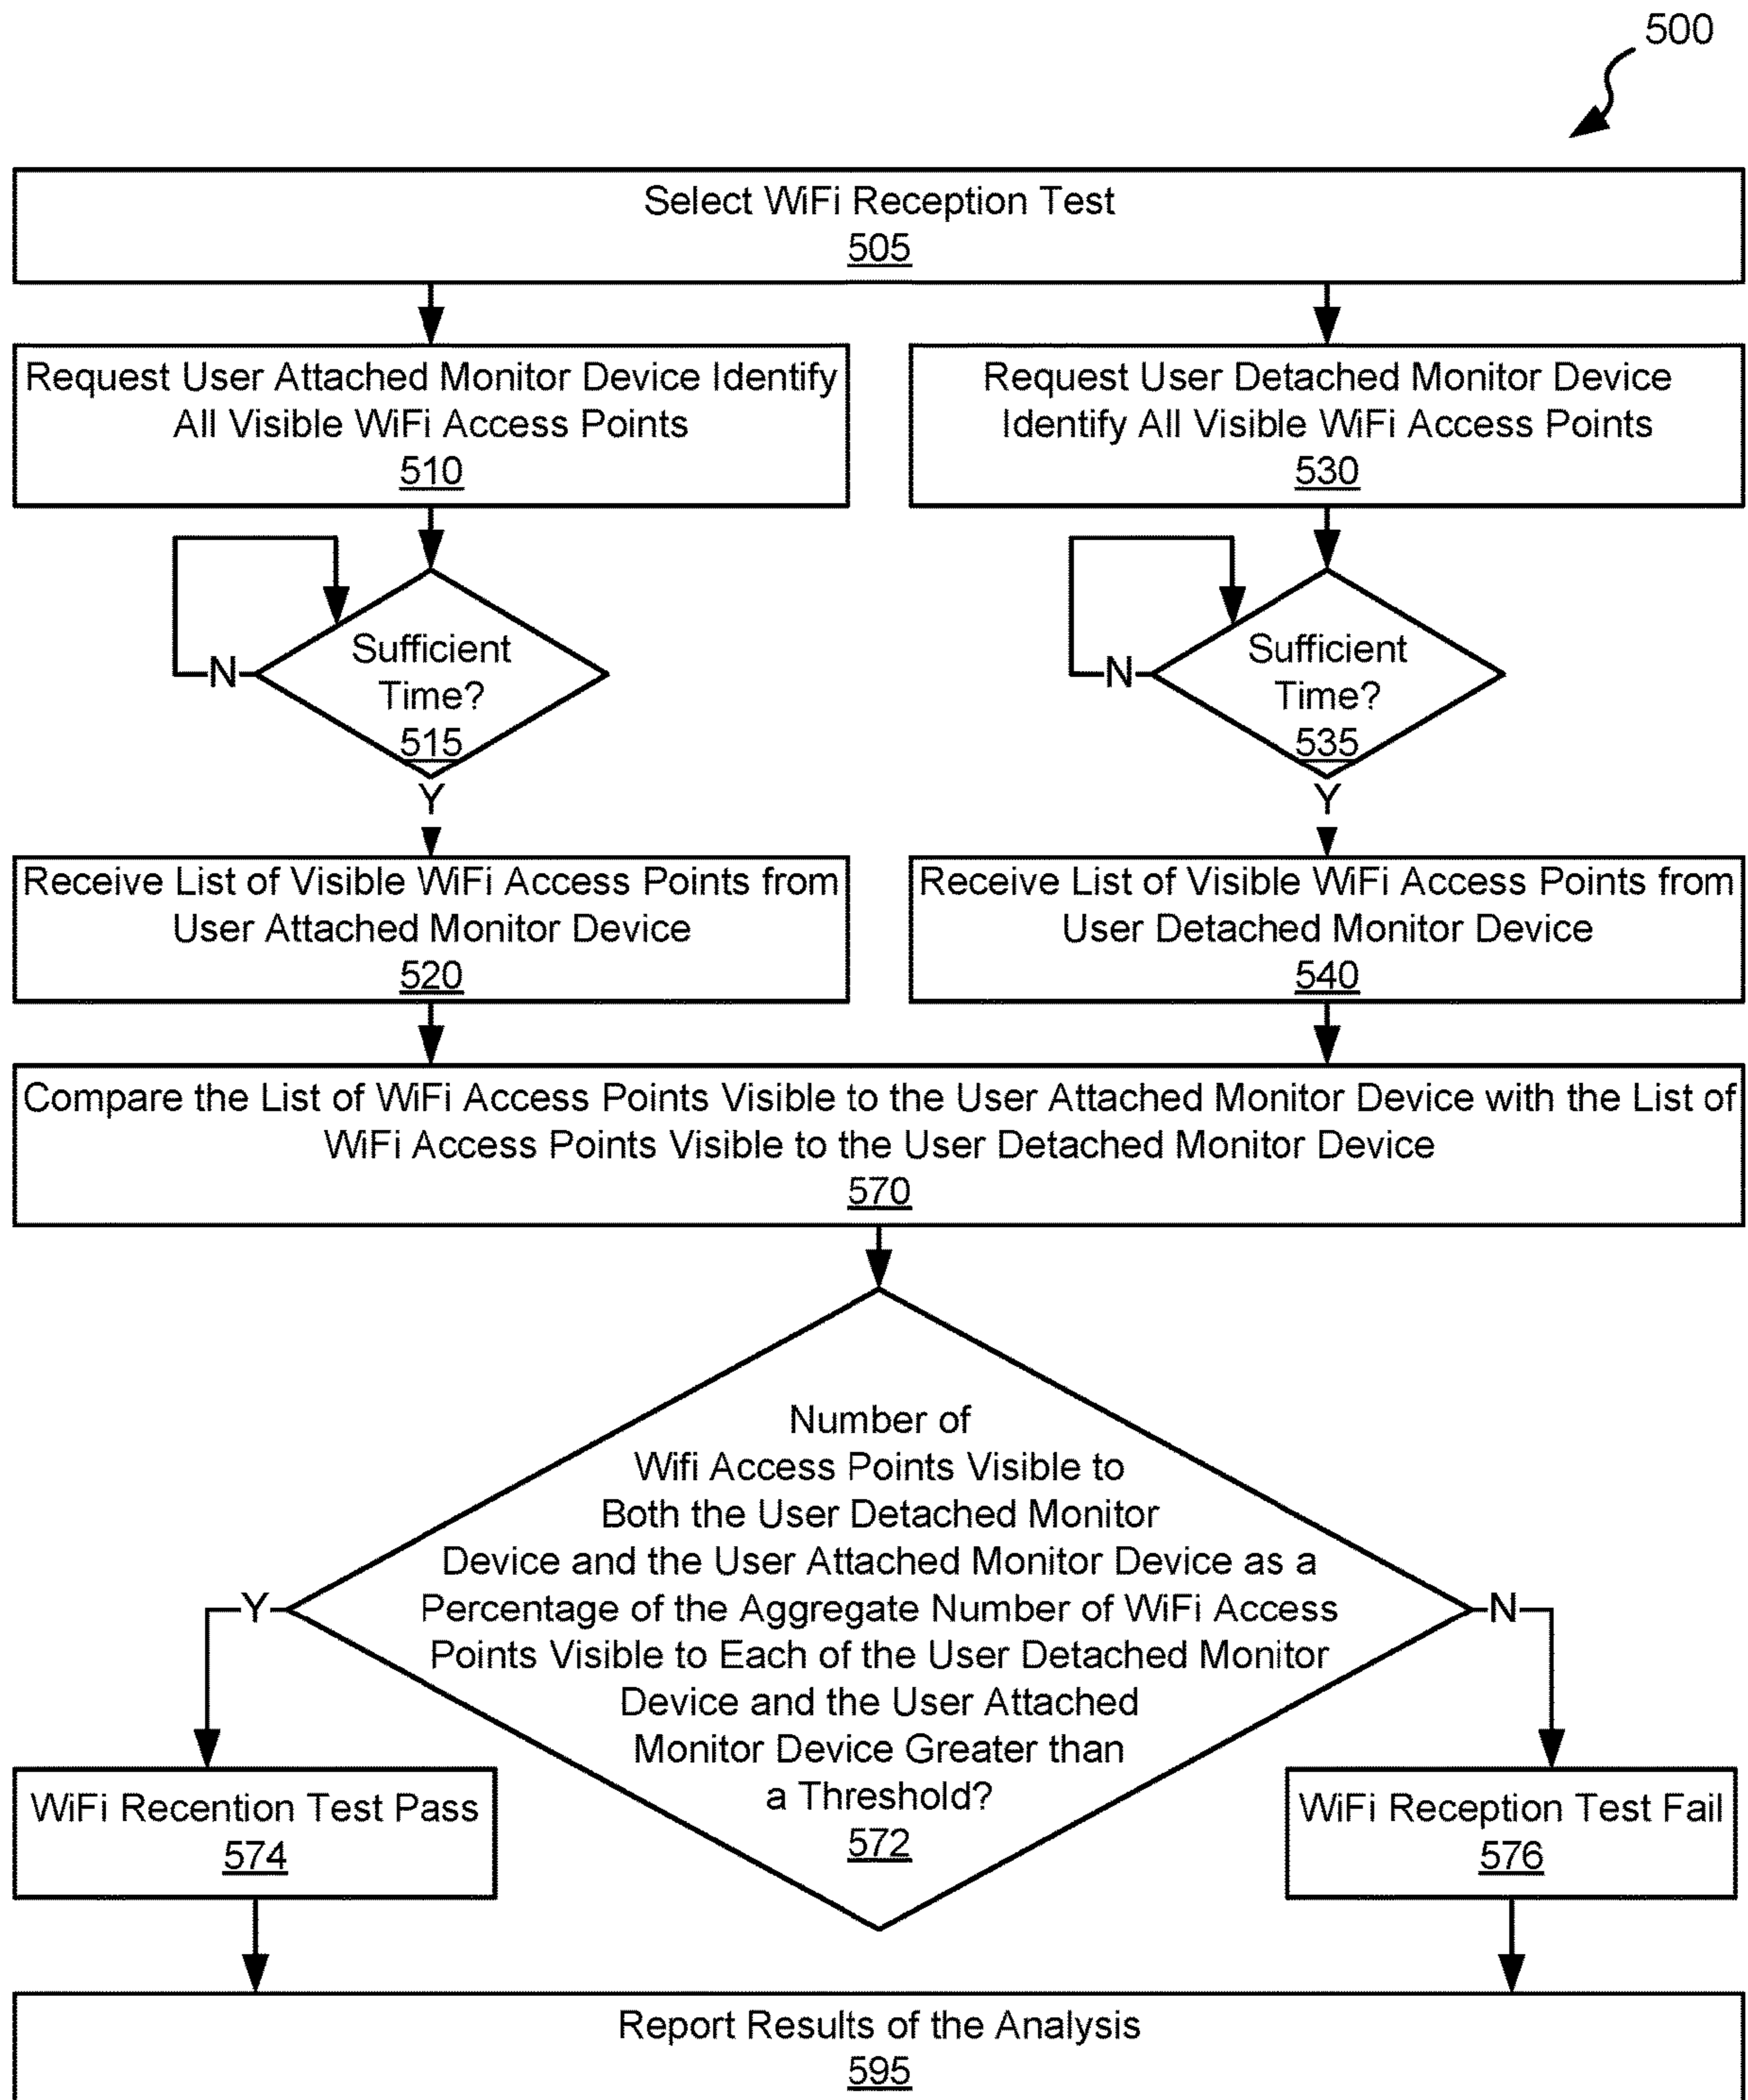 500
Select WiFi Reception Test
505
Request User Attached Monitor Device Identify
All Visible WiFi Access Points
510
Request User Detached Monitor Device
Identify All Visible WiFi Access Points
530
Sufficient
Time?
515
N
Y
Sufficient
Time?
535
N
Y
Receive List of Visible WiFi Access Points from
User Attached Monitor Device
520
Receive List of Visible WiFi Access Points from
User Detached Monitor Device
540
Compare the List of WiFi Access Points Visible to the User Attached Monitor Device with the List of
WiFi Access Points Visible to the User Detached Monitor Device
570
Number of
Wifi Access Points Visible to
Both the User Detached Monitor
Device and the User Attached Monitor Device as a
Percentage of the Aggregate Number of WiFi Access
Points Visible to Each of the User Detached Monitor
Device and the User Attached
Monitor Device Greater than
a Threshold?
572
Y
N
WiFi Recention Test Pass
574
WiFi Reception Test Fail
576
Report Results of the Analysis
595